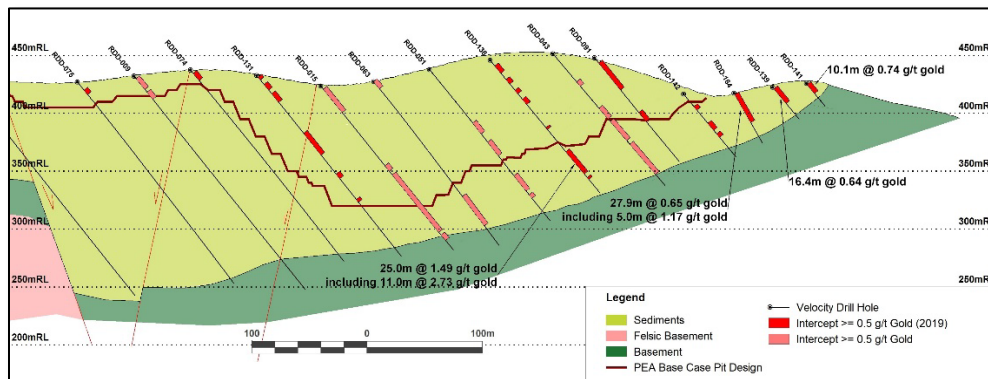 450mRL
400mRL
350mRL
300mRL
250mRL
200mRL
RDD-078
RDD-009
RDD-074
RDD-131
RDD-015
RDD-063
RDD-051
RDD-136
RDD-043
RDD-091
RDD-142
RDD-164
RDD-139
RDD-141
450mRL
400mRL
350mRL
300mRL
10.1m @ 0.74 g/t gold
16.4m @ 0.64 g/t gold
27.9m @ 0.65 g/t gold
including 5.0m @ 1.17 g/t gold
25.0m @ 1.49 g/t gold
including 11.0m @ 2.73 g/t gold
100 0 100m
Legend
Sediments
Felsic Basement
Basement
PEA Base Case Pit Design
Velocity Drill Hole
Intercept >= 0.5 g/t Gold (2019)
Intercept >= 0.5 g/t Gold